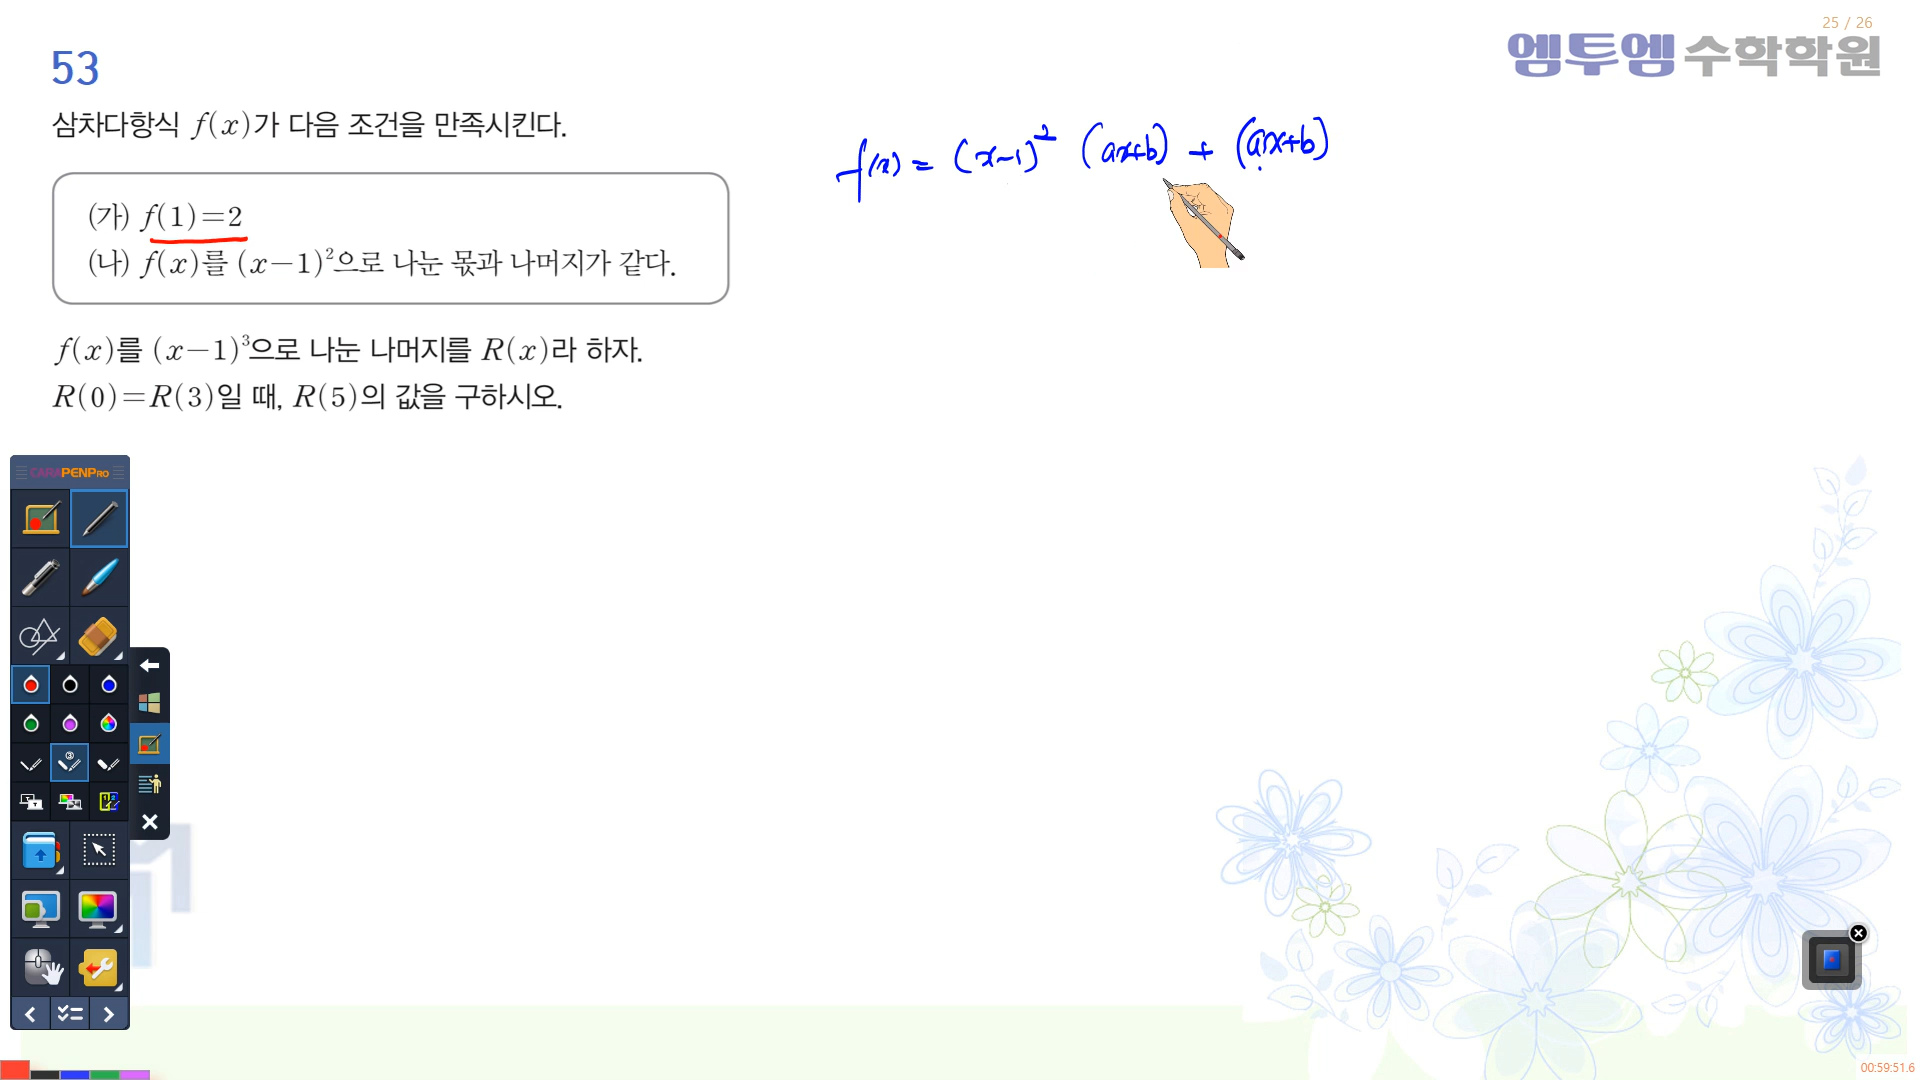 25 / 26
엠투엠수학학원
53
삼차다항식 f(x)가 다음 조건을 만족시킨다.
(가) f(1)=2
(나) f(x)를 (x-1)²으로 나눈 몫과 나머지가 같다.
f(x)를 (x-1)³으로 나눈 나머지를 R(x)라 하자.
R(0)=R(3)일 때, R(5)의 값을 구하시오.
f(x) = (x-1)² (ax+b) + (ax+b)
CARAPENPRO
00:59:51.6